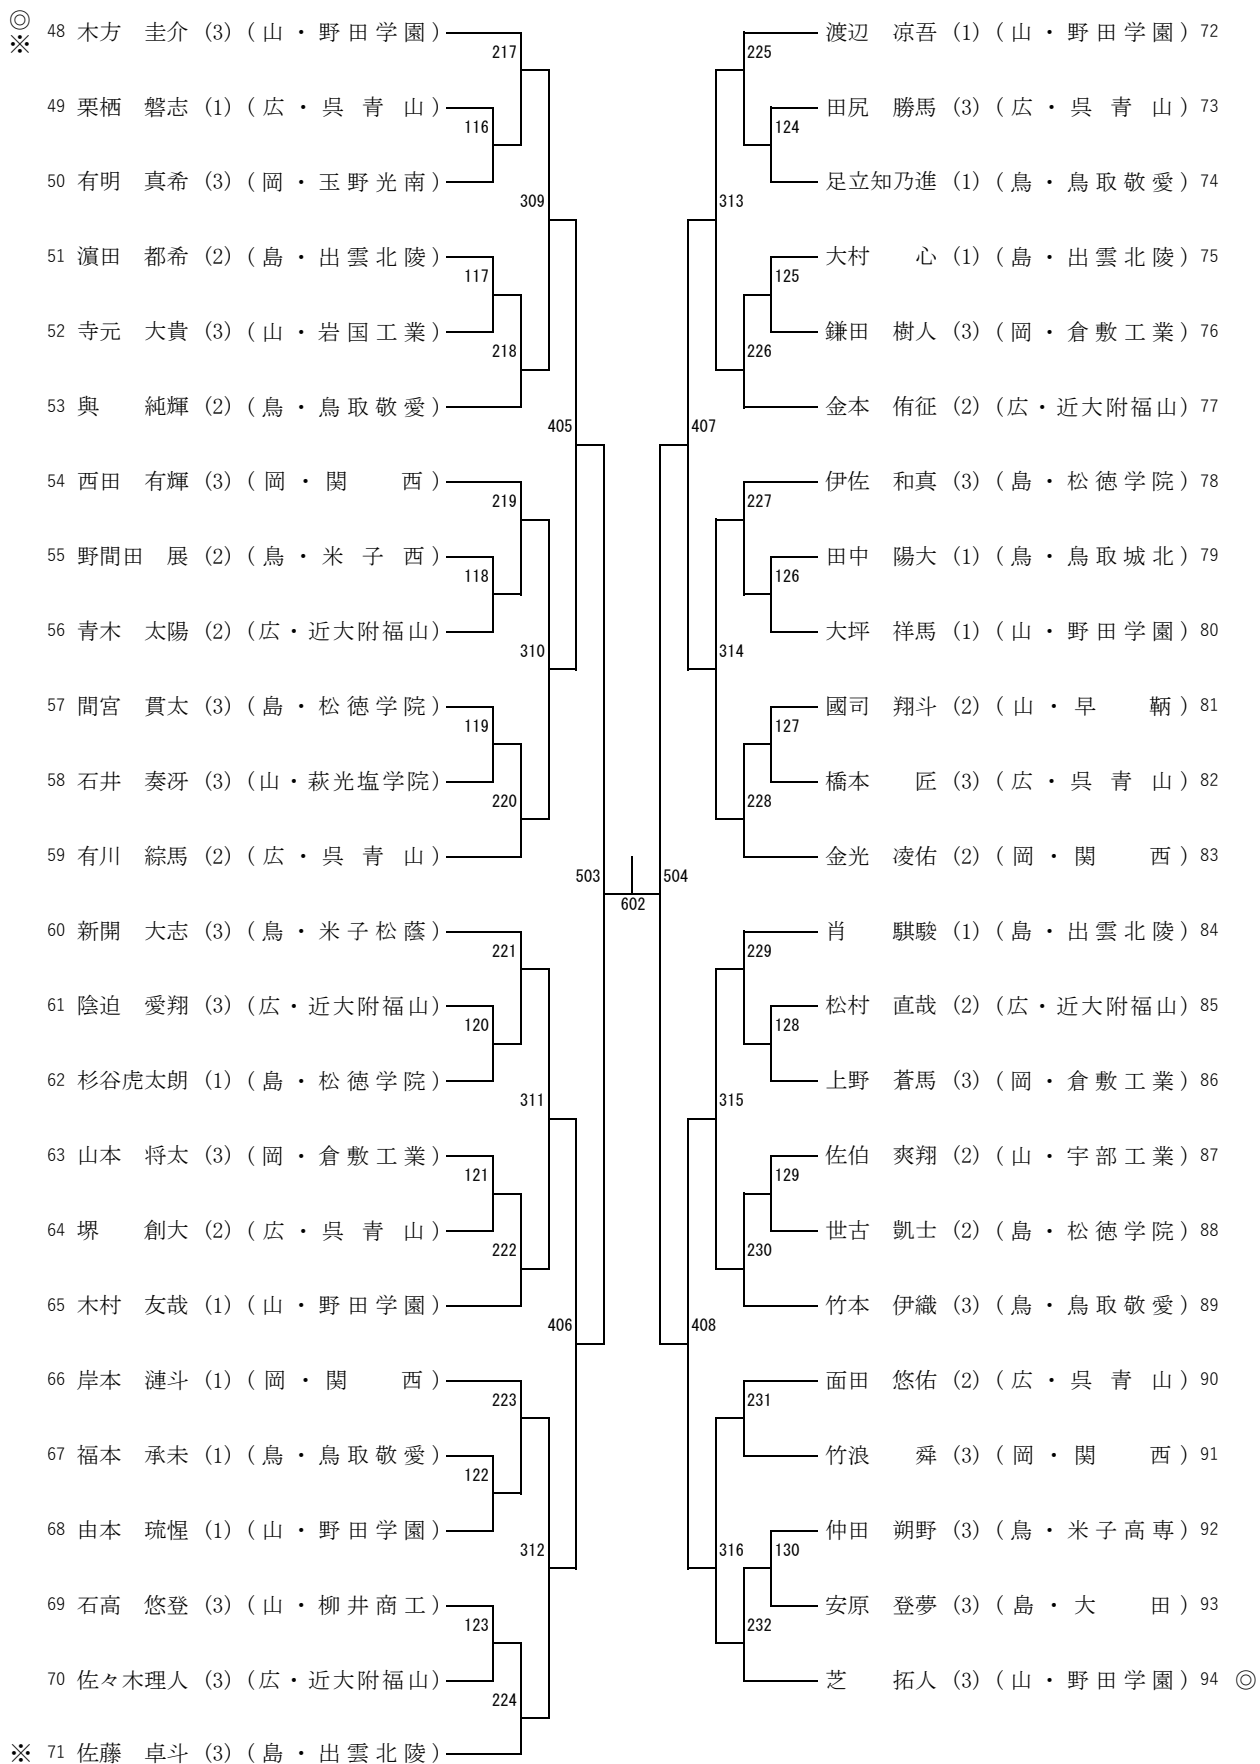 ◎
※
48 木方 圭介 (3) (山・野田学園)
217
49 栗栖 磐志 (1) (広・呉青山)
116
50 有明 真希 (3) (岡・玉野光南)
309
51 濵田 都希 (2) (島・出雲北陵)
117
52 寺元 大貴 (3) (山・岩国工業)
218
53 與 純輝 (2) (鳥・鳥取敬愛)
405
54 西田 有輝 (3) (岡・関西)
219
55 野間田 展 (2) (鳥・米子西)
118
56 青木 太陽 (2) (広・近大附福山)
310
57 間宮 貫太 (3) (島・松徳学院)
119
58 石井 奏冴 (3) (山・萩光塩学院)
220
59 有川 綜馬 (2) (広・呉青山)
503
60 新開 大志 (3) (鳥・米子松蔭)
221
61 陰迫 愛翔 (3) (広・近大附福山)
120
62 杉谷虎太朗 (1) (島・松徳学院)
311
63 山本 将太 (3) (岡・倉敷工業)
121
64 堺 創大 (2) (広・呉青山)
222
65 木村 友哉 (1) (山・野田学園)
406
66 岸本 漣斗 (1) (岡・関西)
223
67 福本 承未 (1) (鳥・鳥取敬愛)
122
68 由本 琉惺 (1) (山・野田学園)
312
69 石高 悠登 (3) (山・柳井商工)
123
70 佐々木理人 (3) (広・近大附福山)
224
※ 71 佐藤 卓斗 (3) (島・出雲北陵)
602
渡辺 凉吾 (1) (山・野田学園) 72
225
田尻 勝馬 (3) (広・呉青山) 73
124
足立知乃進 (1) (鳥・鳥取敬愛) 74
313
大村 心 (1) (島・出雲北陵) 75
125
鎌田 樹人 (3) (岡・倉敷工業) 76
226
金本 侑征 (2) (広・近大附福山) 77
407
伊佐 和真 (3) (島・松徳学院) 78
227
田中 陽大 (1) (鳥・鳥取城北) 79
126
大坪 祥馬 (1) (山・野田学園) 80
314
國司 翔斗 (2) (山・早鞆) 81
127
橋本 匠 (3) (広・呉青山) 82
228
金光 凌佑 (2) (岡・関西) 83
504
肖 騏駿 (1) (島・出雲北陵) 84
229
松村 直哉 (2) (広・近大附福山) 85
128
上野 蒼馬 (3) (岡・倉敷工業) 86
315
佐伯 爽翔 (2) (山・宇部工業) 87
129
世古 凱士 (2) (島・松徳学院) 88
230
竹本 伊織 (3) (鳥・鳥取敬愛) 89
408
面田 悠佑 (2) (広・呉青山) 90
231
竹浪 舜 (3) (岡・関西) 91
仲田 朔野 (3) (鳥・米子高専) 92
316
130
安原 登夢 (3) (島・大田) 93
232
芝 拓人 (3) (山・野田学園) 94 ◎